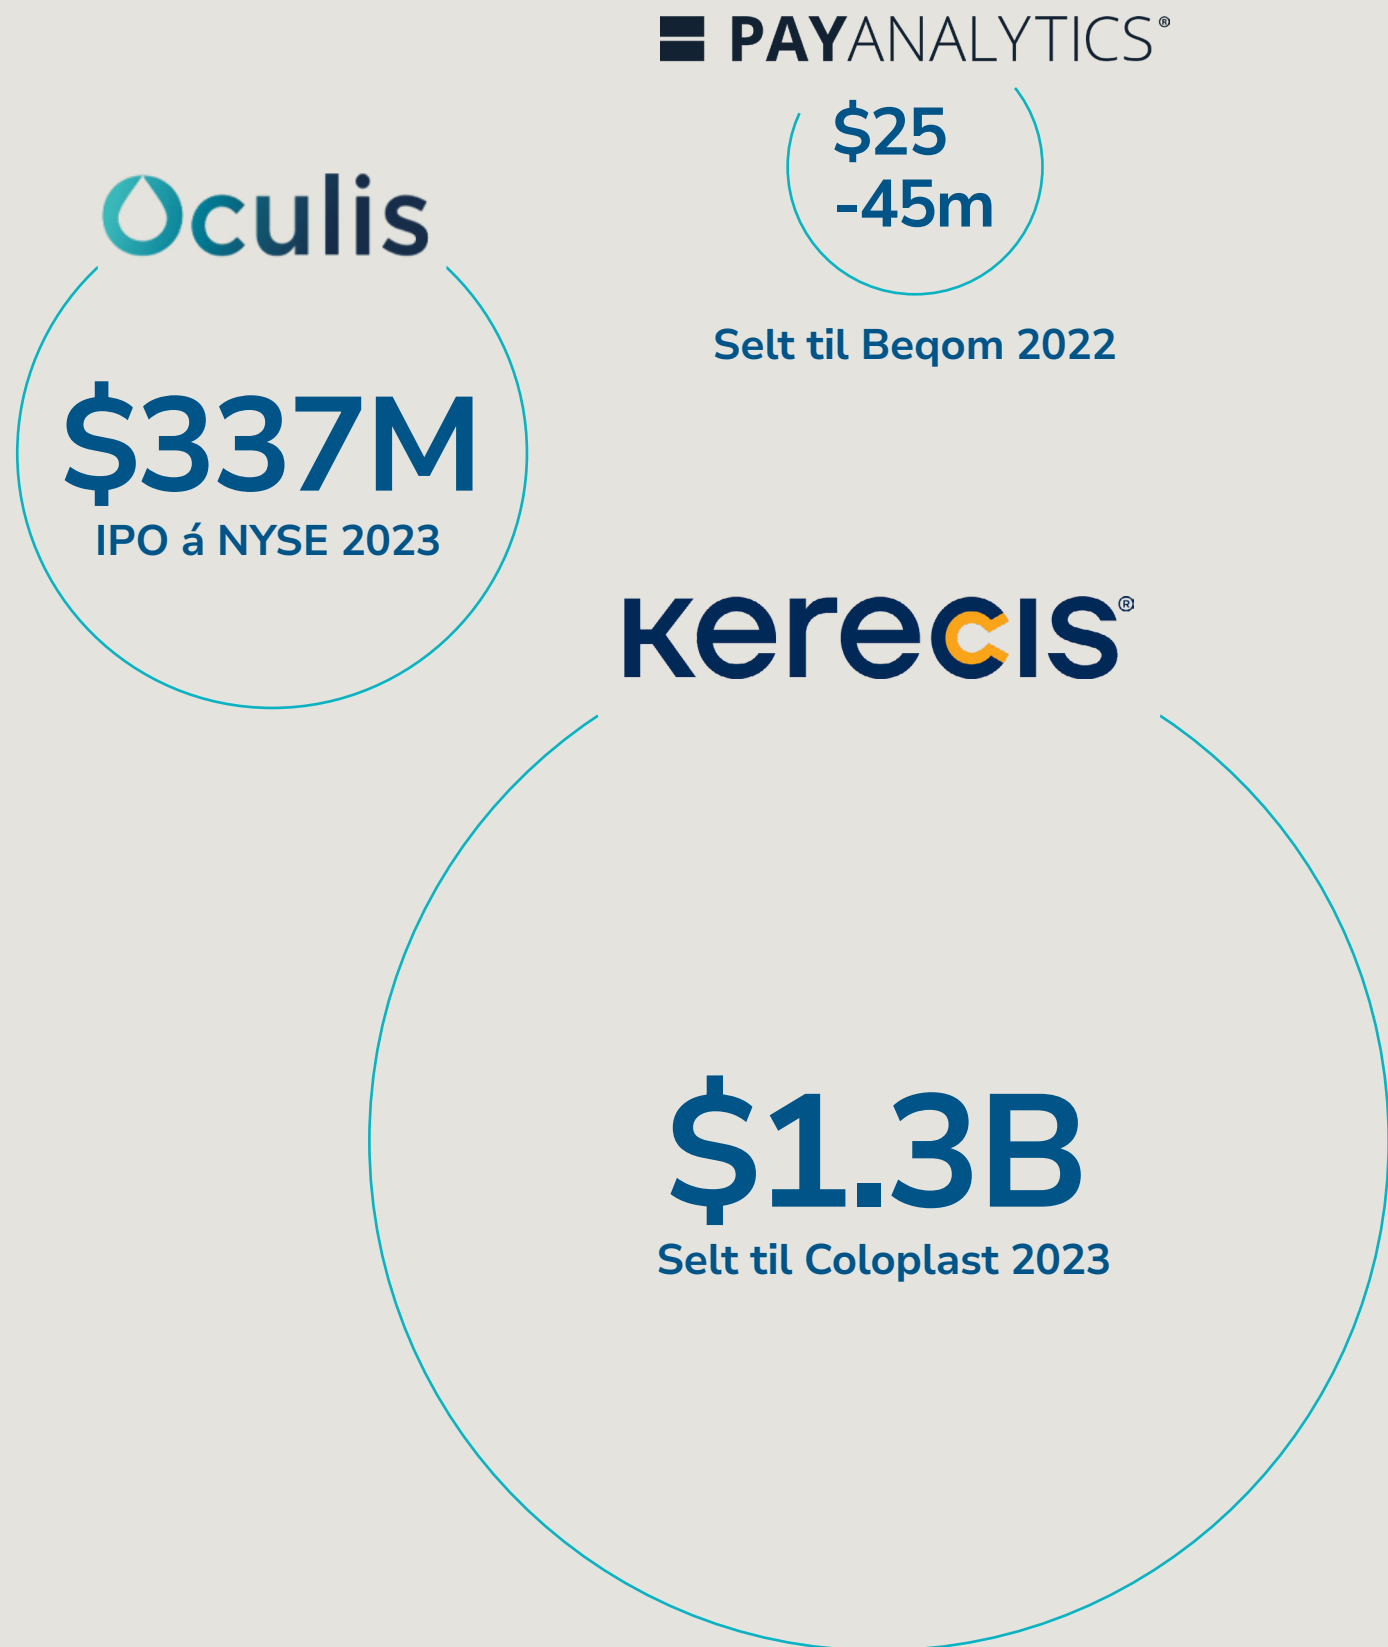 PAYANALYTICS®
$25
-45m
Selt til Beqom 2022
Oculis
$337M
IPO á NYSE 2023
Kerecis®
$1.3B
Selt til Coloplast 2023